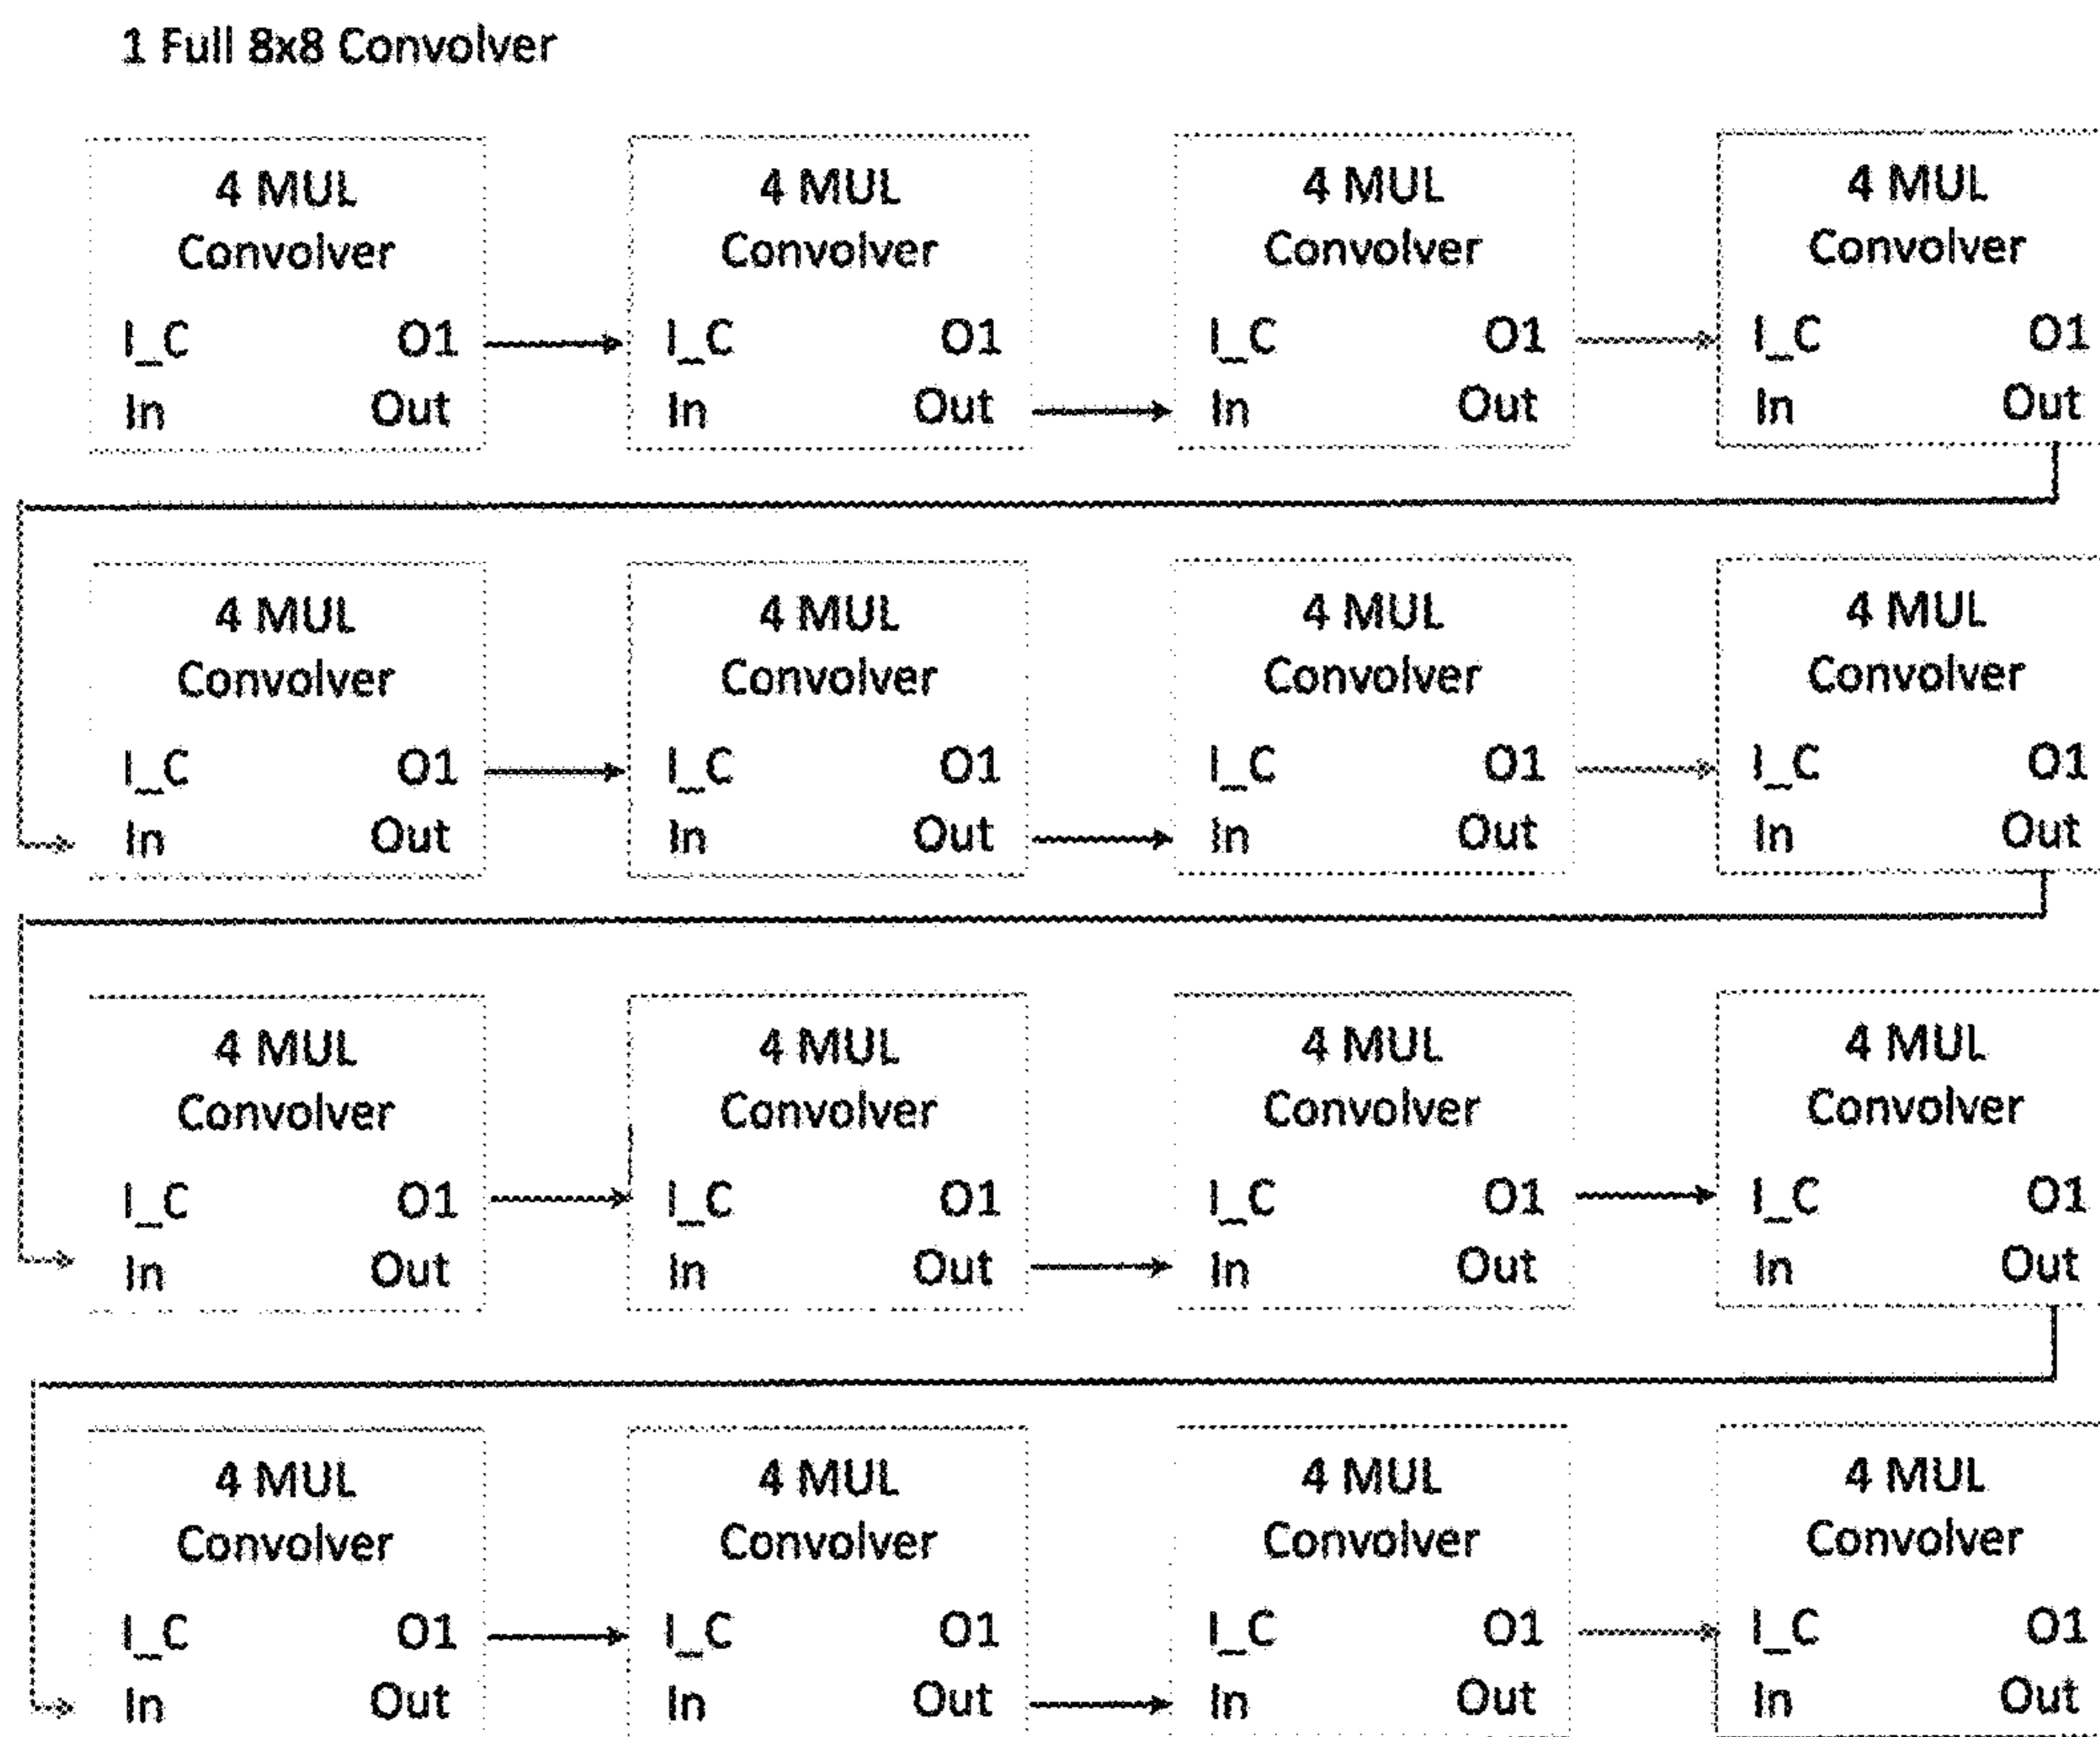 1 Full 8x8 Convolver
4 MUL 4 MUL 4 MUL 4 MUL
Convolver Convolver Convolver Convolver
I_C O1 I_C O1 I_C O1 I_C O1
In Out In Out In Out In Out
4 MUL 4 MUL 4 MUL 4 MUL
Convolver Convolver Convolver Convolver
I_C O1 I_C O1 I_C O1 I_C O1
In Out In Out In Out In Out
4 MUL 4 MUL 4 MUL 4 MUL
Convolver Convolver Convolver Convolver
I_C O1 I_C O1 I_C O1 I_C O1
In Out In Out In Out In Out
4 MUL 4 MUL 4 MUL 4 MUL
Convolver Convolver Convolver Convolver
I_C O1 I_C O1 I_C O1 I_C O1
In Out In Out In Out In Out